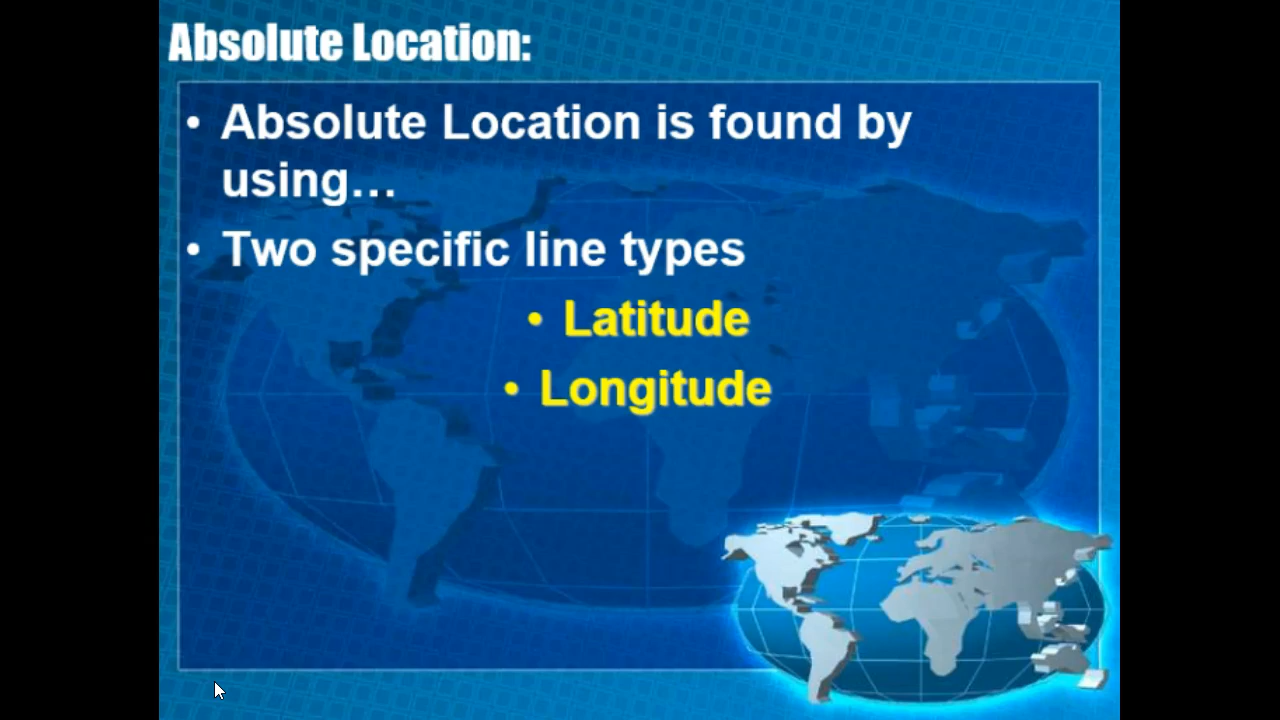 Absolute Location:
• Absolute Location is found by
using…
• Two specific line types
• Latitude
• Longitude